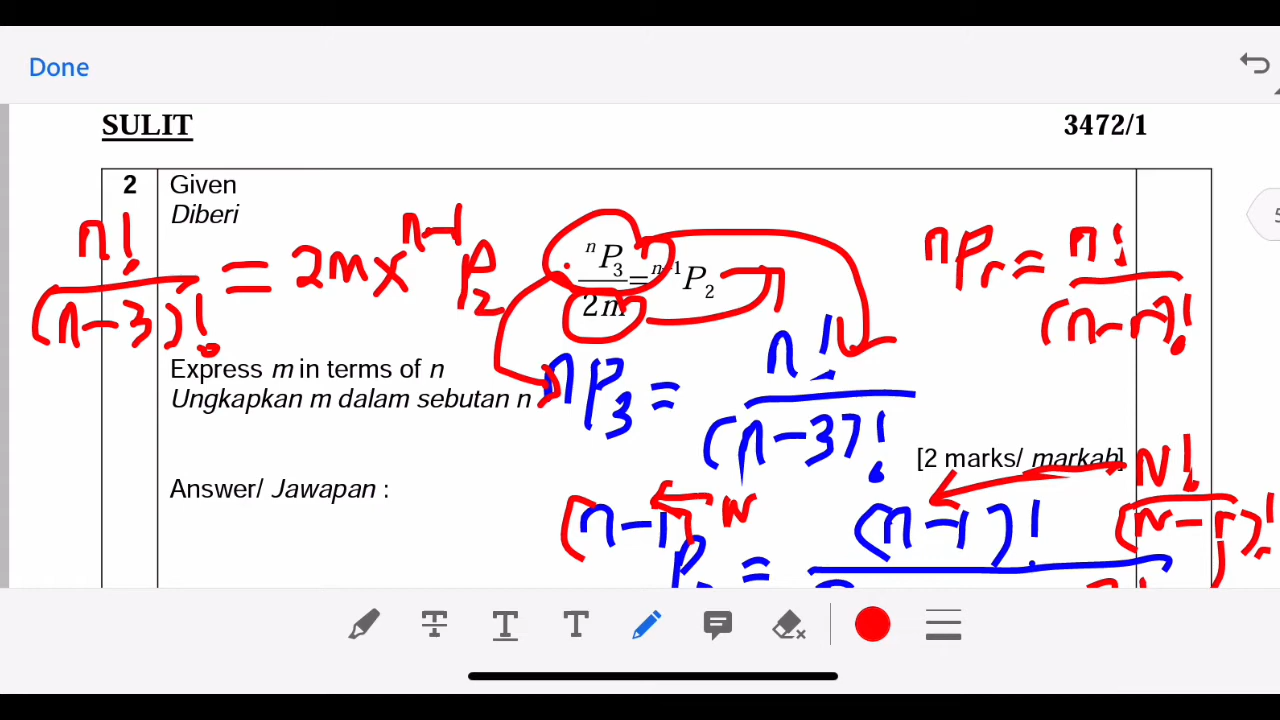 Done
SULIT 3472/1
2 Given
Diberi
nPr = n! / (n-r)!
n! / (n-3)! = 2m x n-1P2
nP3 / 2m = n-1P2
Express m in terms of n
Ungkapkan m dalam sebutan n
nP3 = n! / (n-3)!
[2 marks/ markah]
Answer/ Jawapan :
N! / (N-r)!
(n-1) N
P = (n-1)!